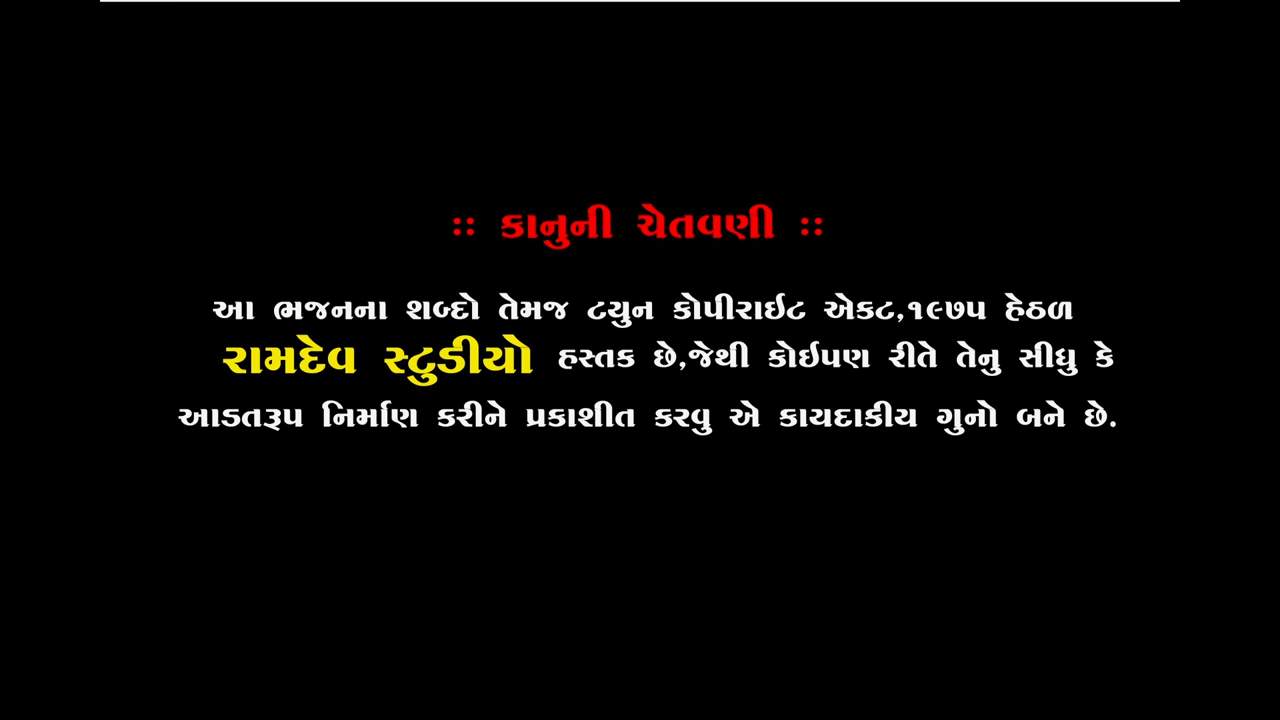 :: કાનુની ચેતવણી ::
આ ભજનના શબ્દો તેમજ ટયુન કોપીરાઈટ એકટ,૧૯૭૫ હેઠળ
રામદેવ સ્ટુડીયો હસ્તક છે,જેથી કોઈપણ રીતે તેનુ સીધુ કે
આડતરૂપ નિર્માણ કરીને પ્રકાશીત કરવુ એ કાયદાકીય ગુનો બને છે.